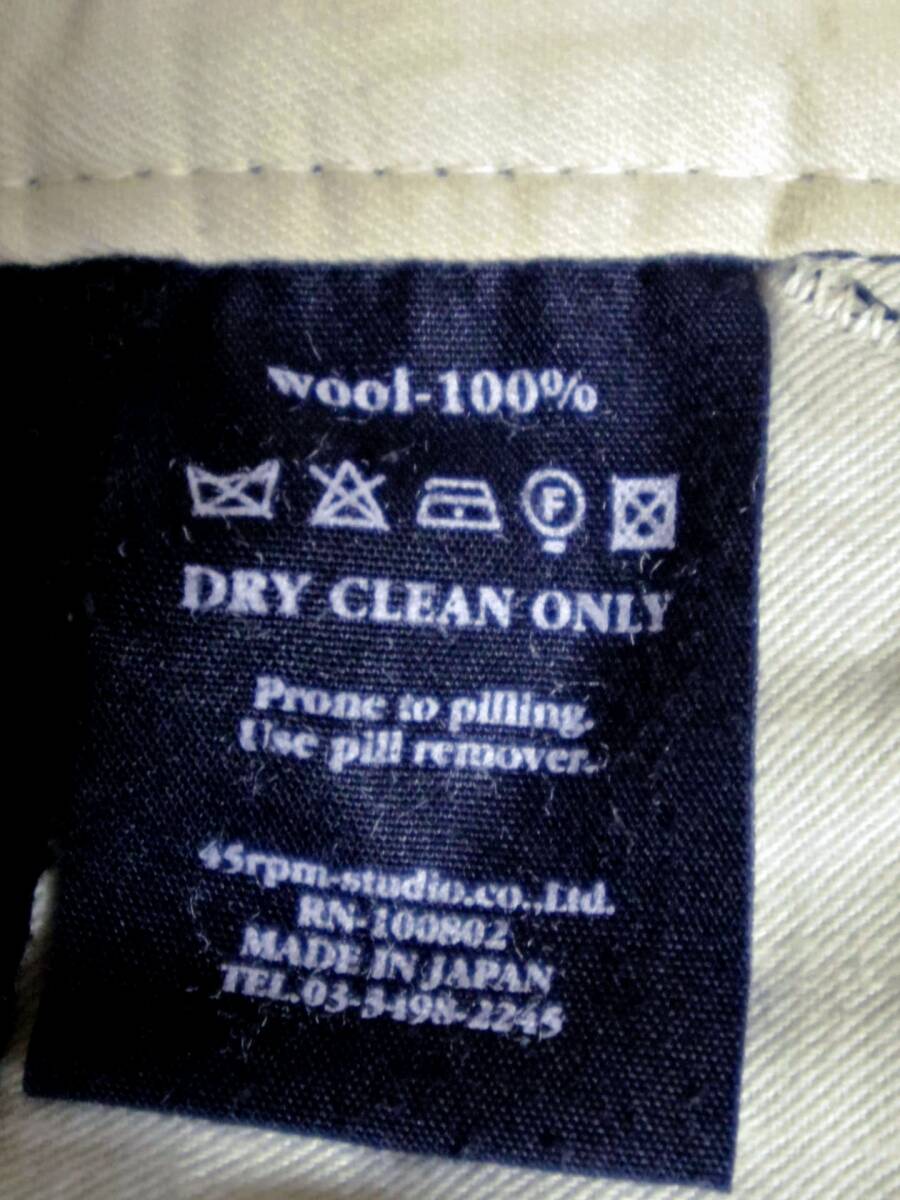 wool-100%
F
DRY CLEAN ONLY
Prone to pilling.
Use pill remover.
45rpm-studio.co.,Ltd.
RN-100802
MADE IN JAPAN
TEL.03-5498-2245